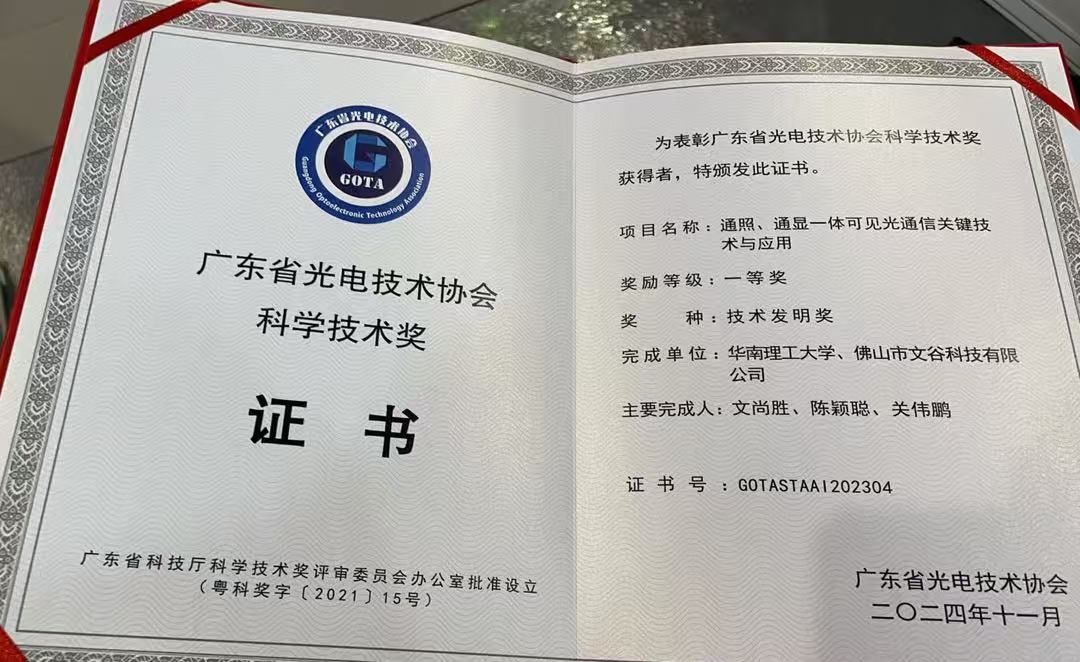 广东省光电技术协会
GOTA
Guangdong Optoelectronic Technology Association
广东省光电技术协会
科学技术奖
证 书
广东省科技厅科学技术奖评审委员会办公室批准设立
（粤科奖字〔2021〕15号）
为表彰广东省光电技术协会科学技术奖
获得者，特颁发此证书。
项目名称：通照、通显一体可见光通信关键技
术与应用
奖励等级：一等奖
奖 种：技术发明奖
完成单位：华南理工大学、佛山市文谷科技有限
公司
主要完成人：文尚胜、陈颖聪、关伟鹏
证 书 号 ：GOTASTAAI202304
广东省光电技术协会
二〇二四年十一月